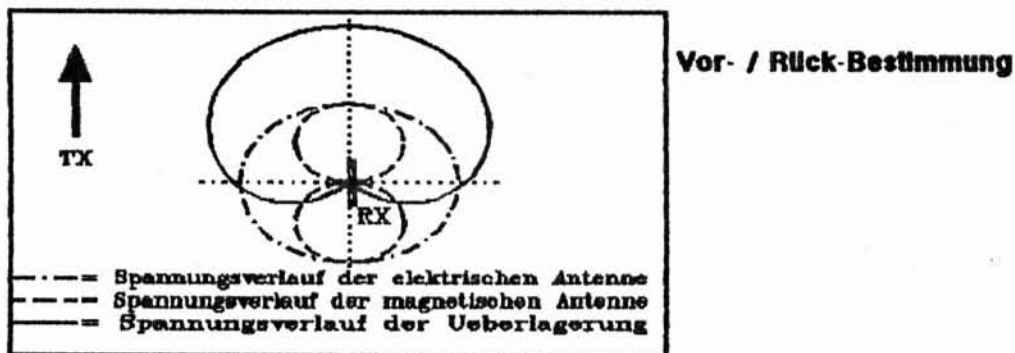 Vor- / Rück-Bestimmung
TX
RX
—·—·—= Spannungsverlauf der elektrischen Antenne
– – – –= Spannungsverlauf der magnetischen Antenne
———= Spannungsverlauf der Ueberlagerung